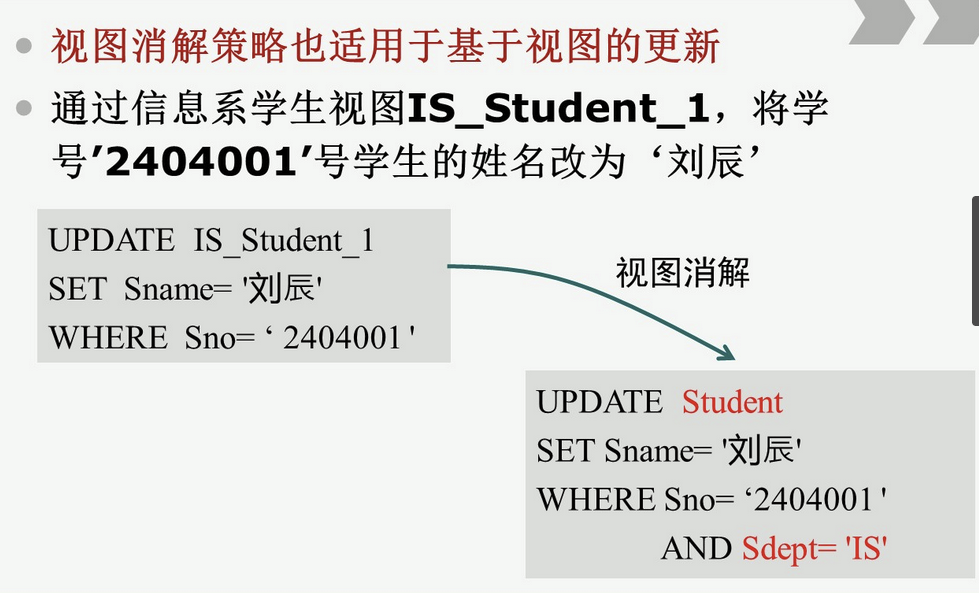 视图消解策略也适用于基于视图的更新
通过信息系学生视图IS_Student_1，将学
号’2404001’号学生的姓名改为‘刘辰’
UPDATE IS_Student_1
SET Sname= '刘辰'
WHERE Sno= ‘ 2404001 '
视图消解
UPDATE Student
SET Sname= '刘辰'
WHERE Sno= ‘2404001 '
AND Sdept= 'IS'